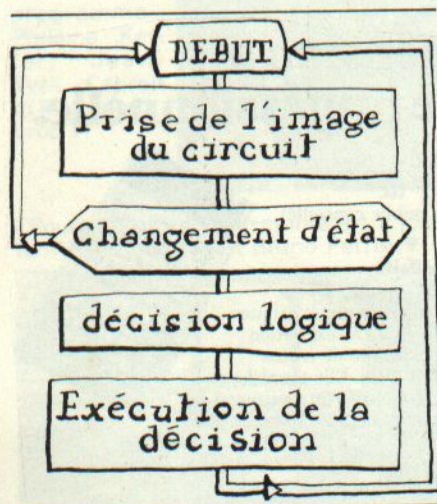 DEBUT
Prise de l'image
du circuit
Changement d'état
décision logique
Exécution de la
décision